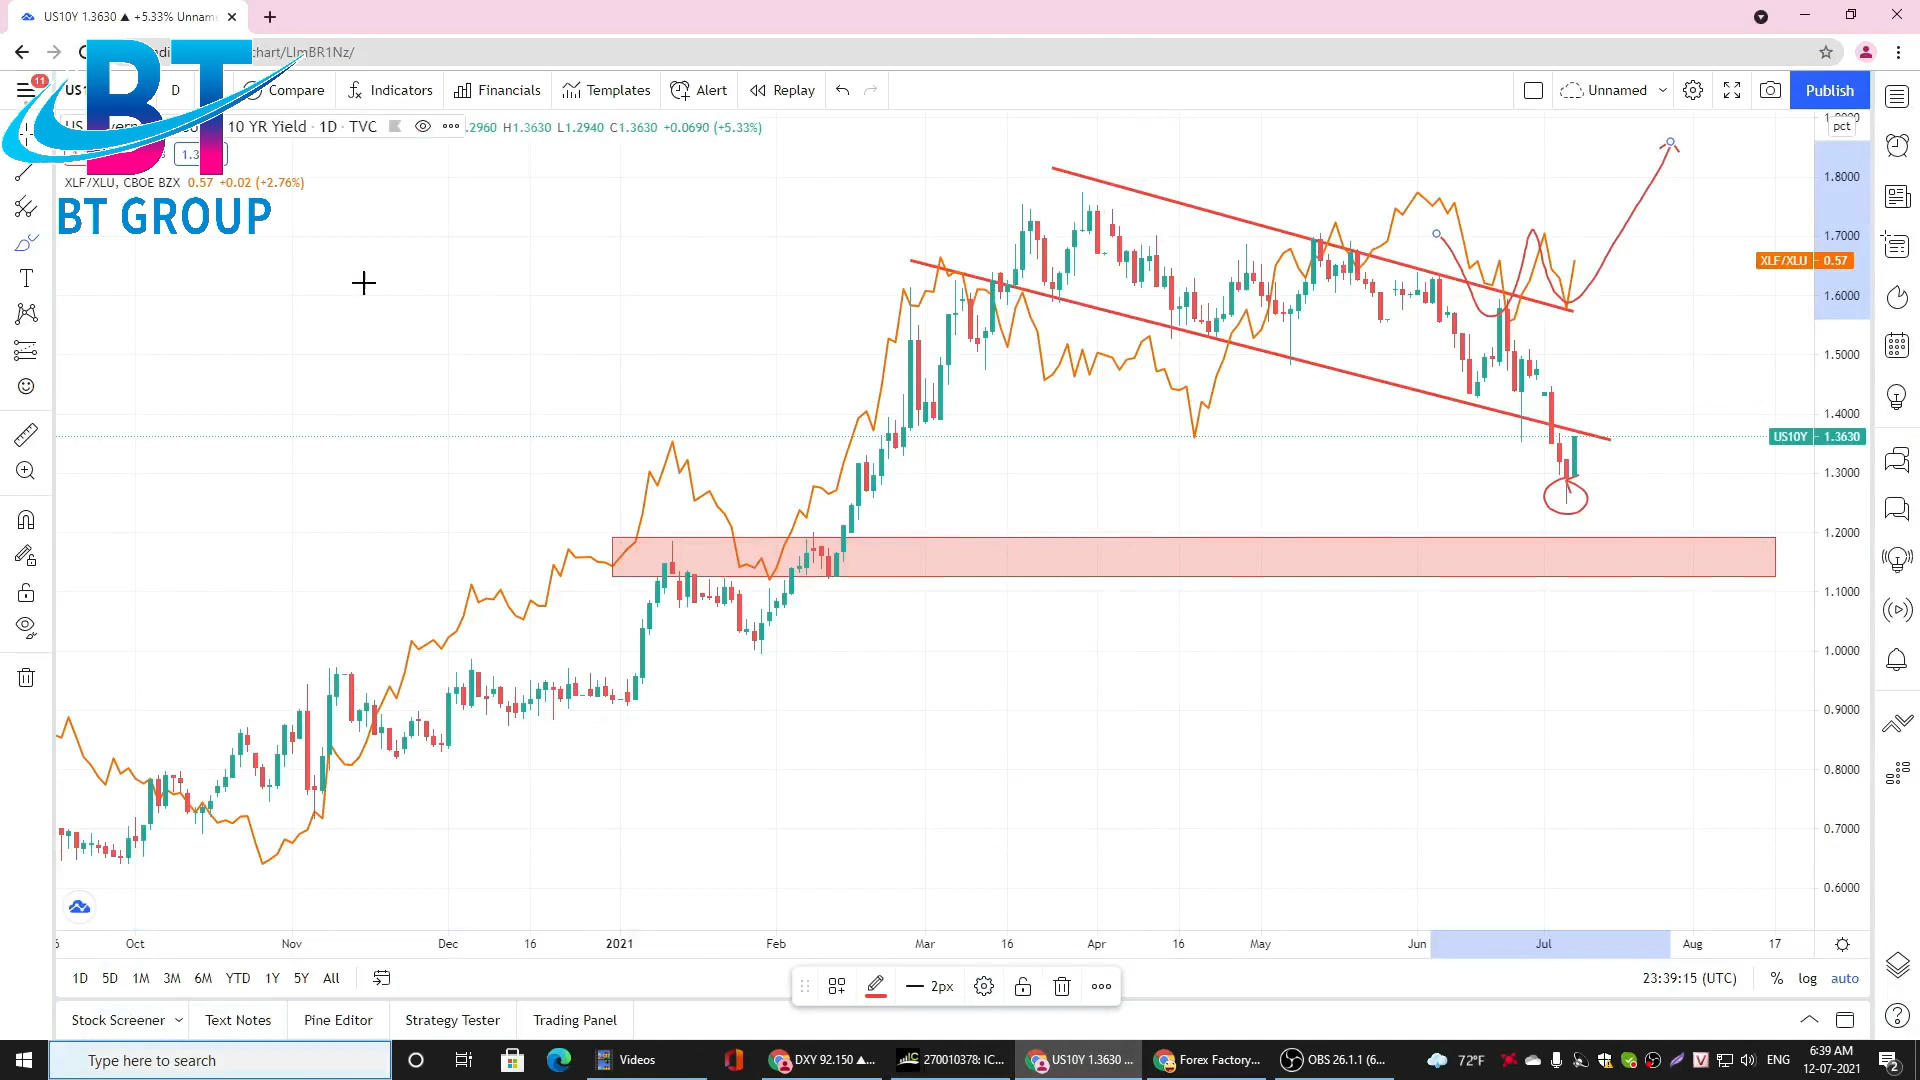 US10Y 1.3630 ▲ +5.33% Unname
chart/LImBR1Nz/
11
D
Compare
Indicators
Financials
Templates
Alert
Replay
Unnamed
Publish
BT
BT GROUP
10 YR Yield · 1D · TVC
.2960 H1.3630 L1.2940 C1.3630 +0.0690 (+5.33%)
XLF/XLU, CBOE BZX 0.57 +0.02 (+2.76%)
pct
1.8000
1.7000
XLF/XLU 0.57
1.6000
1.5000
1.4000
US10Y 1.3630
1.3000
1.2000
1.1000
1.0000
0.9000
0.8000
0.7000
0.6000
Oct Nov Dec 16 2021 Feb Mar 16 Apr 16 May Jun Jul Aug 17
1D 5D 1M 3M 6M YTD 1Y 5Y All
2px
23:39:15 (UTC) % log auto
Stock Screener Text Notes Pine Editor Strategy Tester Trading Panel
Type here to search
Videos
DXY 92.150 ▲...
270010378: IC...
US10Y 1.3630 ...
Forex Factory...
OBS 26.1.1 (6...
72°F
ENG
6:39 AM
12-07-2021
2